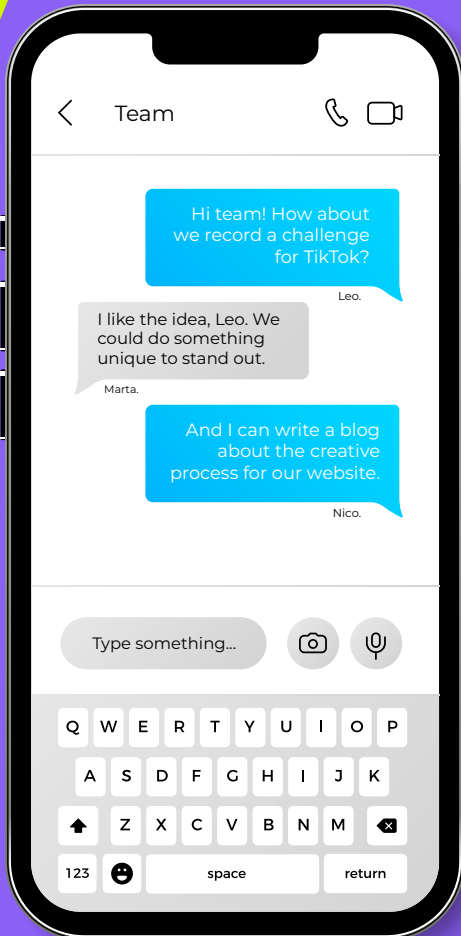 Team
Hi team! How about
we record a challenge
for TikTok?
Leo.
I like the idea, Leo. We
could do something
unique to stand out.
Marta.
And I can write a blog
about the creative
process for our website.
Nico.
Type something...
Q W E R T Y U I O P
A S D F G H I J K
Z X C V B N M
123 space return